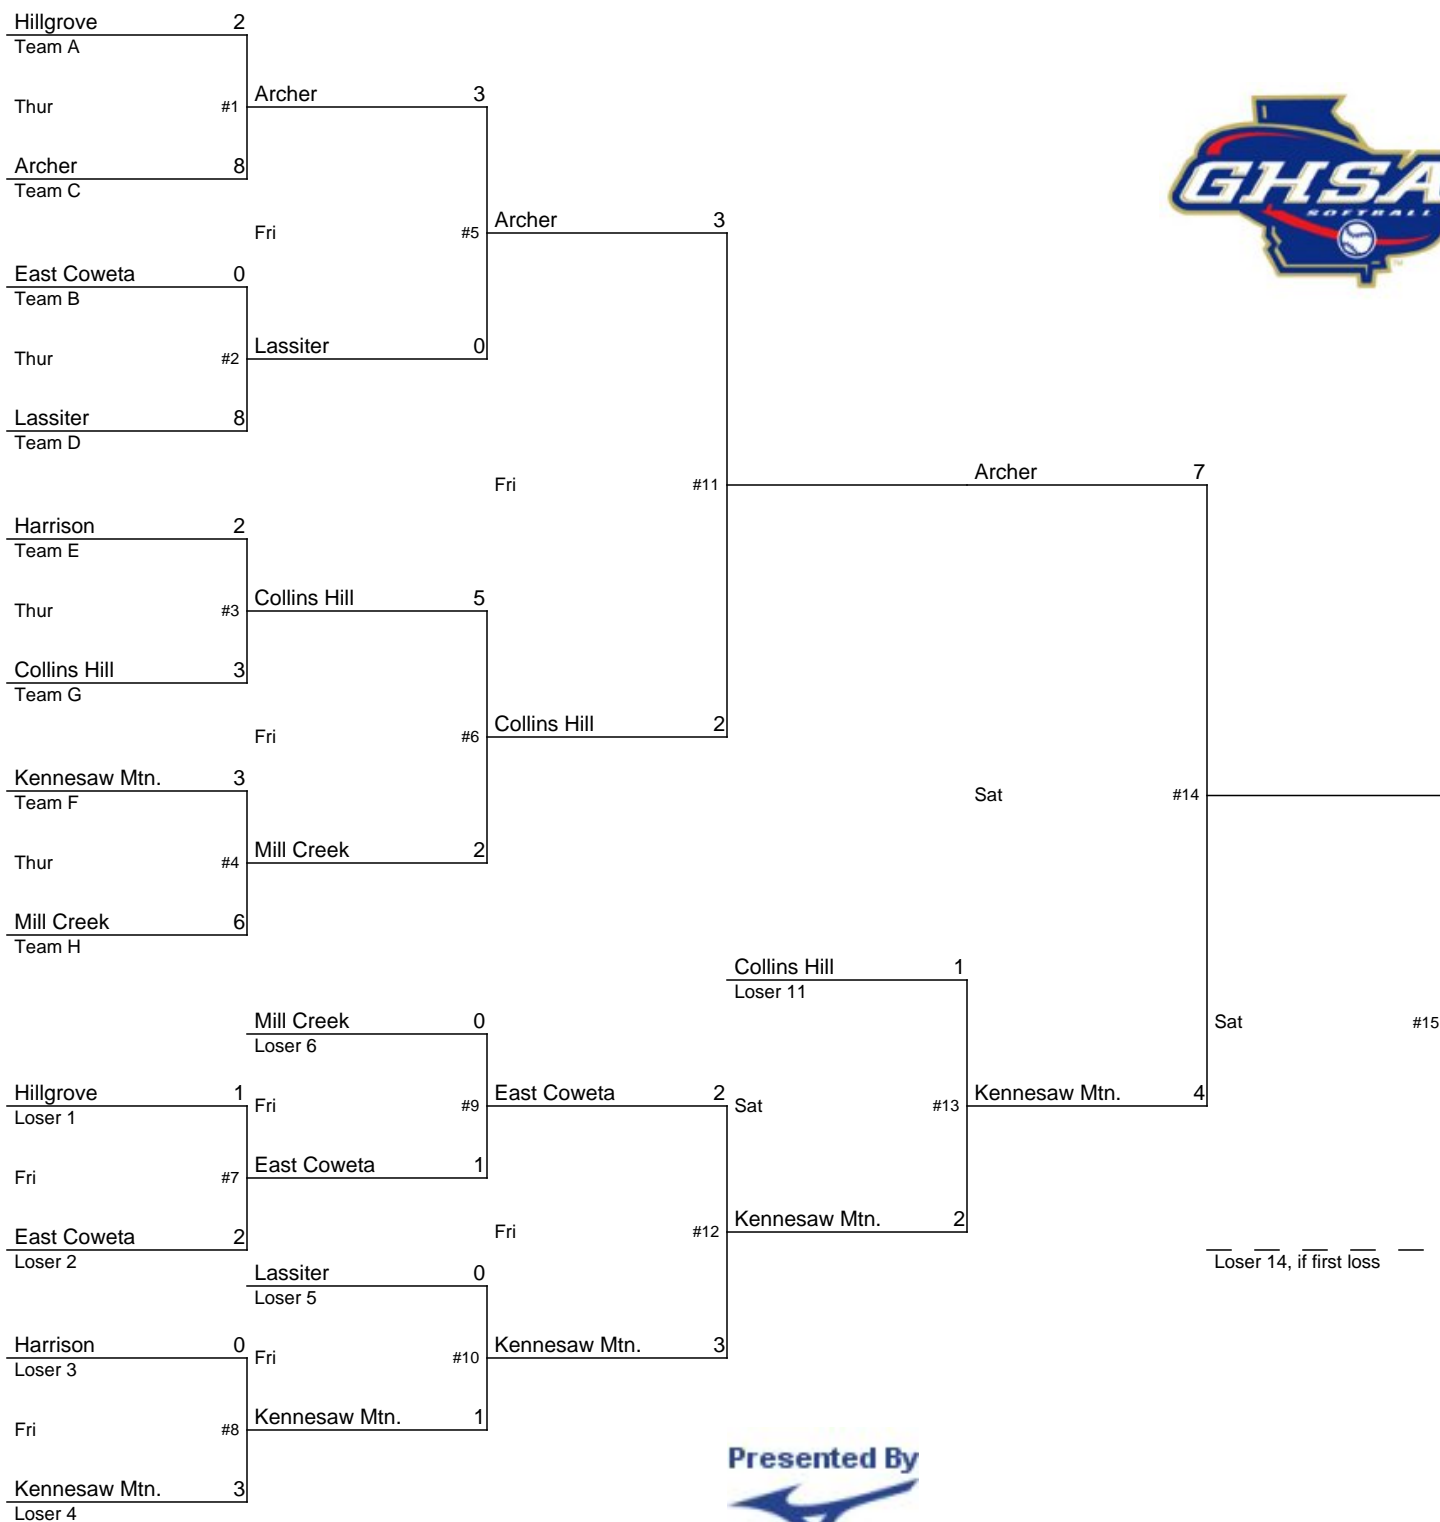 Hillgrove 2
Team A
Thur #1
Archer 3
Archer 8
Team C
Fri #5
Archer 3
East Coweta 0
Team B
Thur #2
Lassiter 0
Lassiter 8
Team D
Fri #11
Archer 7
Harrison 2
Team E
Thur #3
Collins Hill 5
Collins Hill 3
Team G
Fri #6
Collins Hill 2
Kennesaw Mtn. 3
Team F
Thur #4
Mill Creek 2
Mill Creek 6
Team H
Sat #14
Collins Hill 1
Loser 11
Mill Creek 0
Loser 6
Sat #15
Hillgrove 1
Loser 1
Fri #9
East Coweta 2
Sat #13
Kennesaw Mtn. 4
Fri #7
East Coweta 1
East Coweta 2
Loser 2
Fri #12
Kennesaw Mtn. 2
Loser 14, if first loss
Lassiter 0
Loser 5
Harrison 0
Loser 3
Fri #10
Kennesaw Mtn. 3
Fri #8
Kennesaw Mtn. 1
Kennesaw Mtn. 3
Loser 4
GHSA
SOFTBALL
TM
Presented By